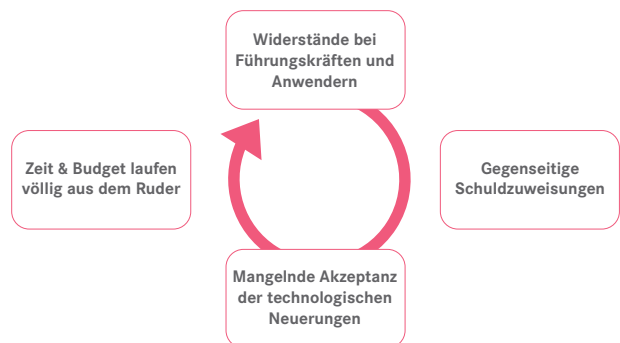 Widerstände bei
Führungskräften und
Anwendern
Zeit & Budget laufen
völlig aus dem Ruder
Gegenseitige
Schuldzuweisungen
Mangelnde Akzeptanz
der technologischen
Neuerungen